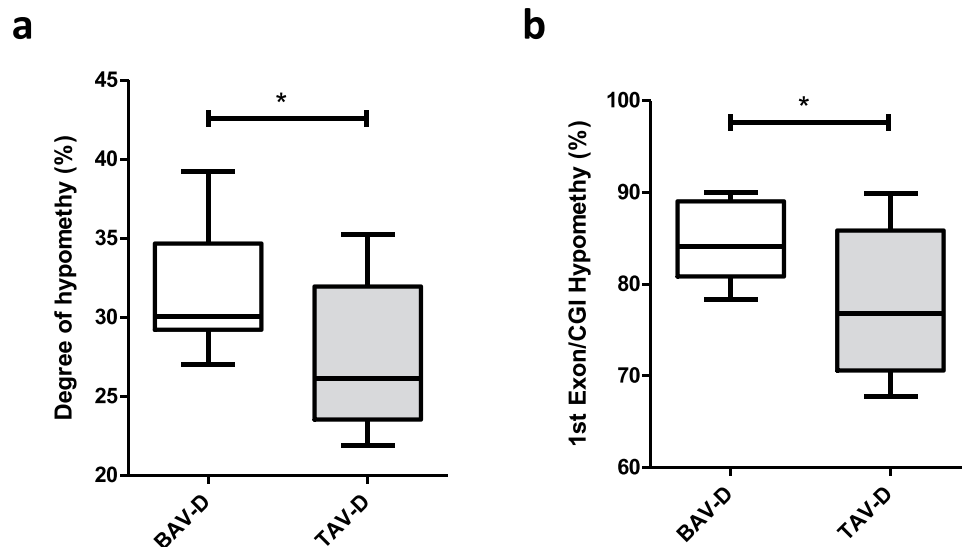 a
Degree of hypomethy (%)
45
40
35
30
25
20
*
BAV-D
TAV-D
b
1st Exon/CGI Hypomethy (%)
100
90
80
70
60
*
BAV-D
TAV-D